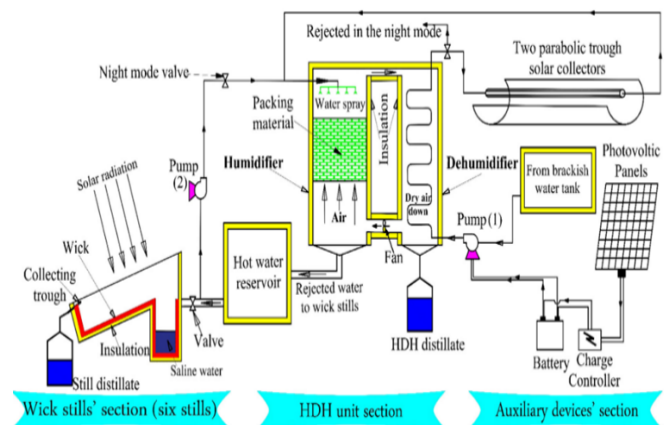 Rejected in the night mode
Two parabolic trough
solar collectors
Night mode valve
Packing
material
Water spray
Insulation
Solar radiation
Pump
(2)
Humidifier
Dehumidifier
From brackish
water tank
Photovoltic
Panels
Air
Dry air
down
Pump (1)
Wick
Collecting
trough
Hot water
reservoir
Fan
Rejected water
to wick stills
Insulation
Valve
Saline water
Still distillate
HDH distillate
Battery
Charge
Controller
Wick stills' section (six stills)
HDH unit section
Auxiliary devices' section